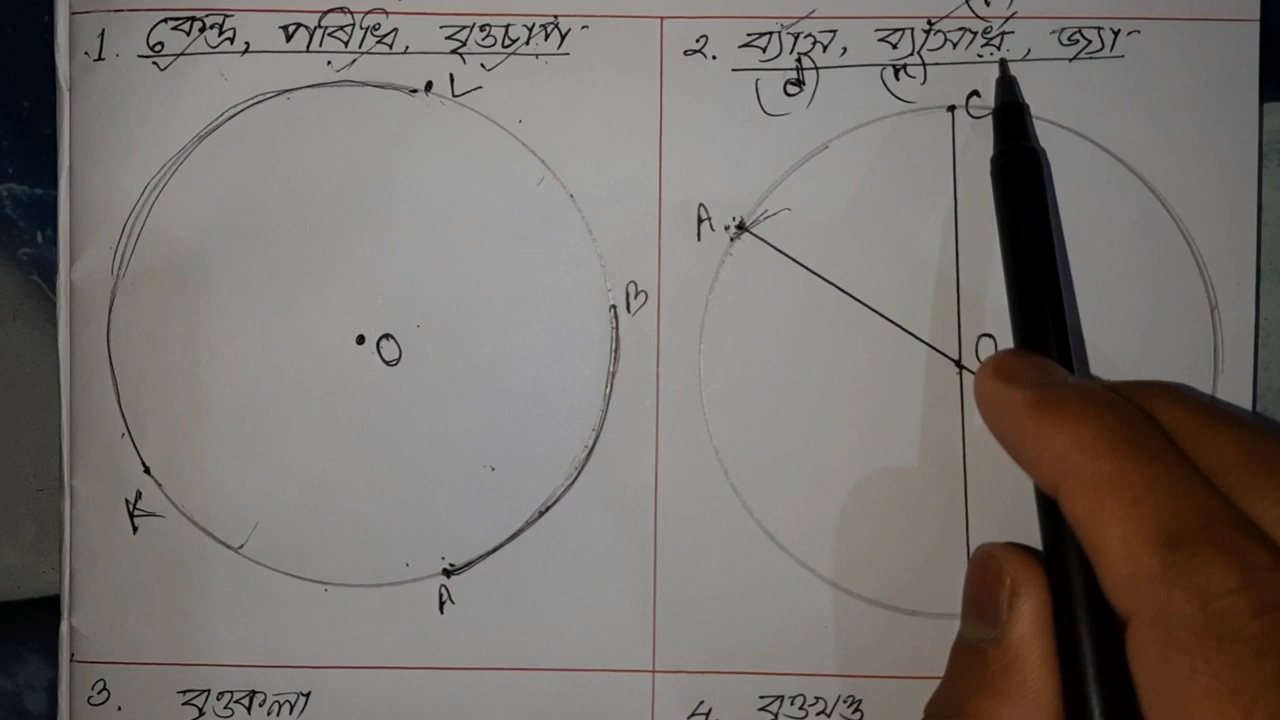 1. কেন্দ্র, পরিধি, বৃত্তচাপ
L
B
O
K
A
2. ব্যাস, ব্যাসার্ধ, জ্যা
(d) (r)
C
A
O
3. বৃত্তকলা
4. বৃত্তখণ্ড